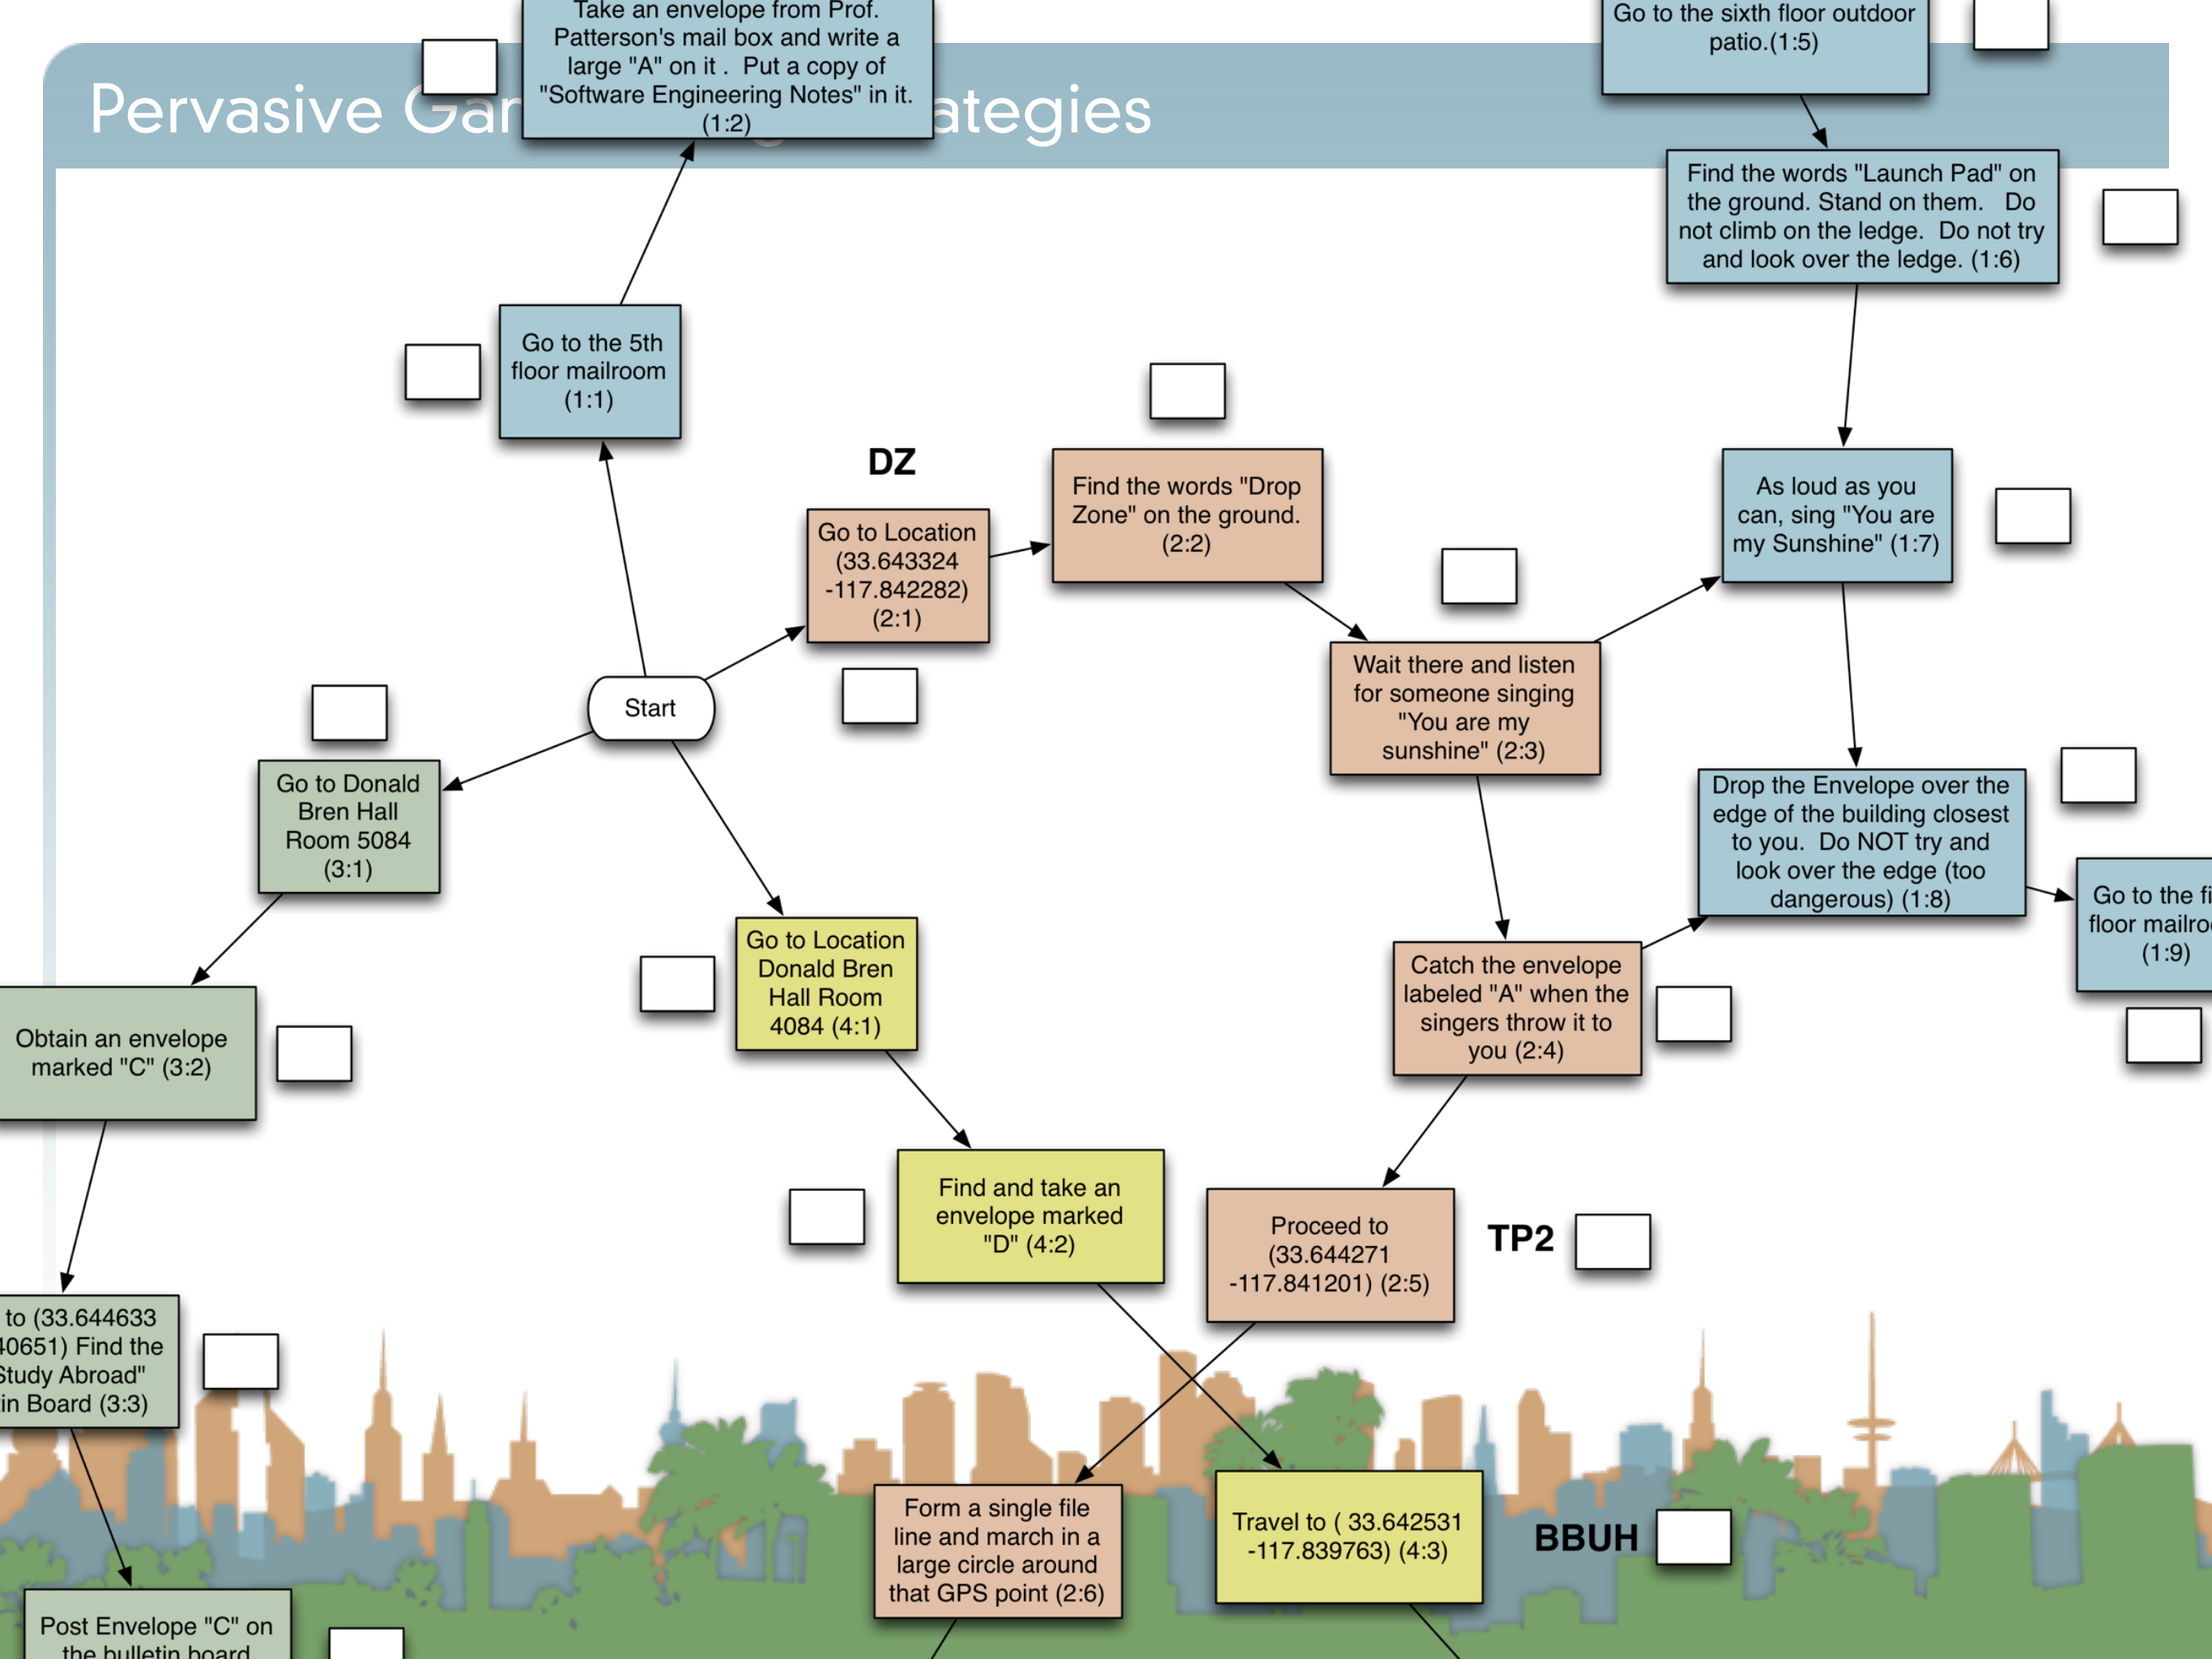 Take an envelope from Prof.
Patterson's mail box and write a
large "A" on it . Put a copy of
"Software Engineering Notes" in it.
(1:2)
Go to the sixth floor outdoor
patio.(1:5)
Pervasive
ategies
Find the words "Launch Pad" on
the ground. Stand on them. Do
not climb on the ledge. Do not try
and look over the ledge. (1:6)
Go to the 5th
floor mailroom
(1:1)
DZ
Go to Location
(33.643324
-117.842282)
(2:1)
Find the words "Drop
Zone" on the ground.
(2:2)
As loud as you
can, sing "You are
my Sunshine" (1:7)
Wait there and listen
for someone singing
"You are my
sunshine" (2:3)
Start
Go to Donald
Bren Hall
Room 5084
(3:1)
Drop the Envelope over the
edge of the building closest
to you. Do NOT try and
look over the edge (too
dangerous) (1:8)
Go to the fi
floor mailro
(1:9)
Go to Location
Donald Bren
Hall Room
4084 (4:1)
Catch the envelope
labeled "A" when the
singers throw it to
you (2:4)
Obtain an envelope
marked "C" (3:2)
Find and take an
envelope marked
"D" (4:2)
Proceed to
(33.644271
-117.841201) (2:5)
TP2
to (33.644633
40651) Find the
Study Abroad"
in Board (3:3)
Form a single file
line and march in a
large circle around
that GPS point (2:6)
Travel to ( 33.642531
-117.839763) (4:3)
BBUH
Post Envelope "C" on
the bulletin board